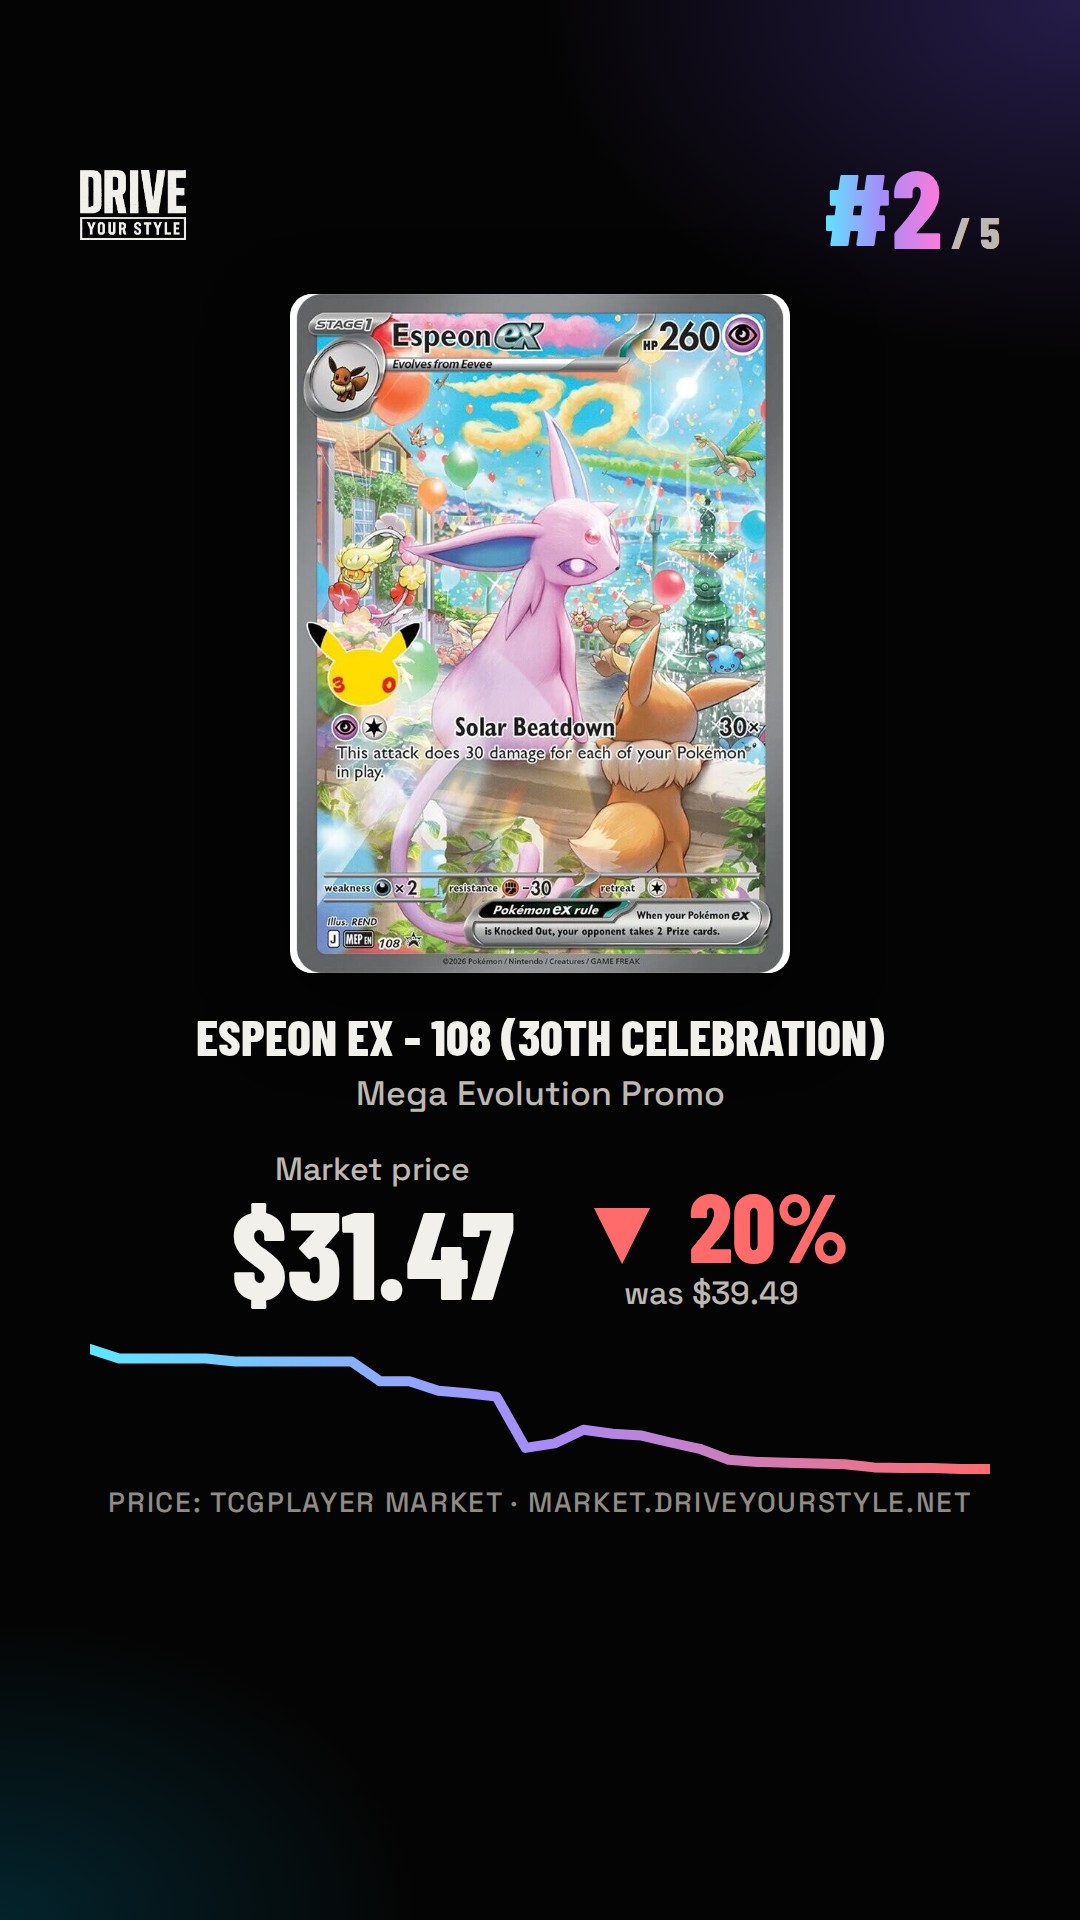 DRIVE
YOUR STYLE
#2 / 5
STAGE1
Espeon ex
HP 260
Evolves from Eevee
30
3 0
Solar Beatdown 30×
This attack does 30 damage for each of your Pokémon
in play.
weakness ×2 resistance -30 retreat
Pokémon ex rule
When your Pokémon ex
is Knocked Out, your opponent takes 2 Prize cards.
Illus. REND
J MEP EN 108
©2026 Pokémon / Nintendo / Creatures / GAME FREAK
ESPEON EX - 108 (30TH CELEBRATION)
Mega Evolution Promo
Market price
$31.47
▼ 20%
was $39.49
PRICE: TCGPLAYER MARKET · MARKET.DRIVEYOURSTYLE.NET